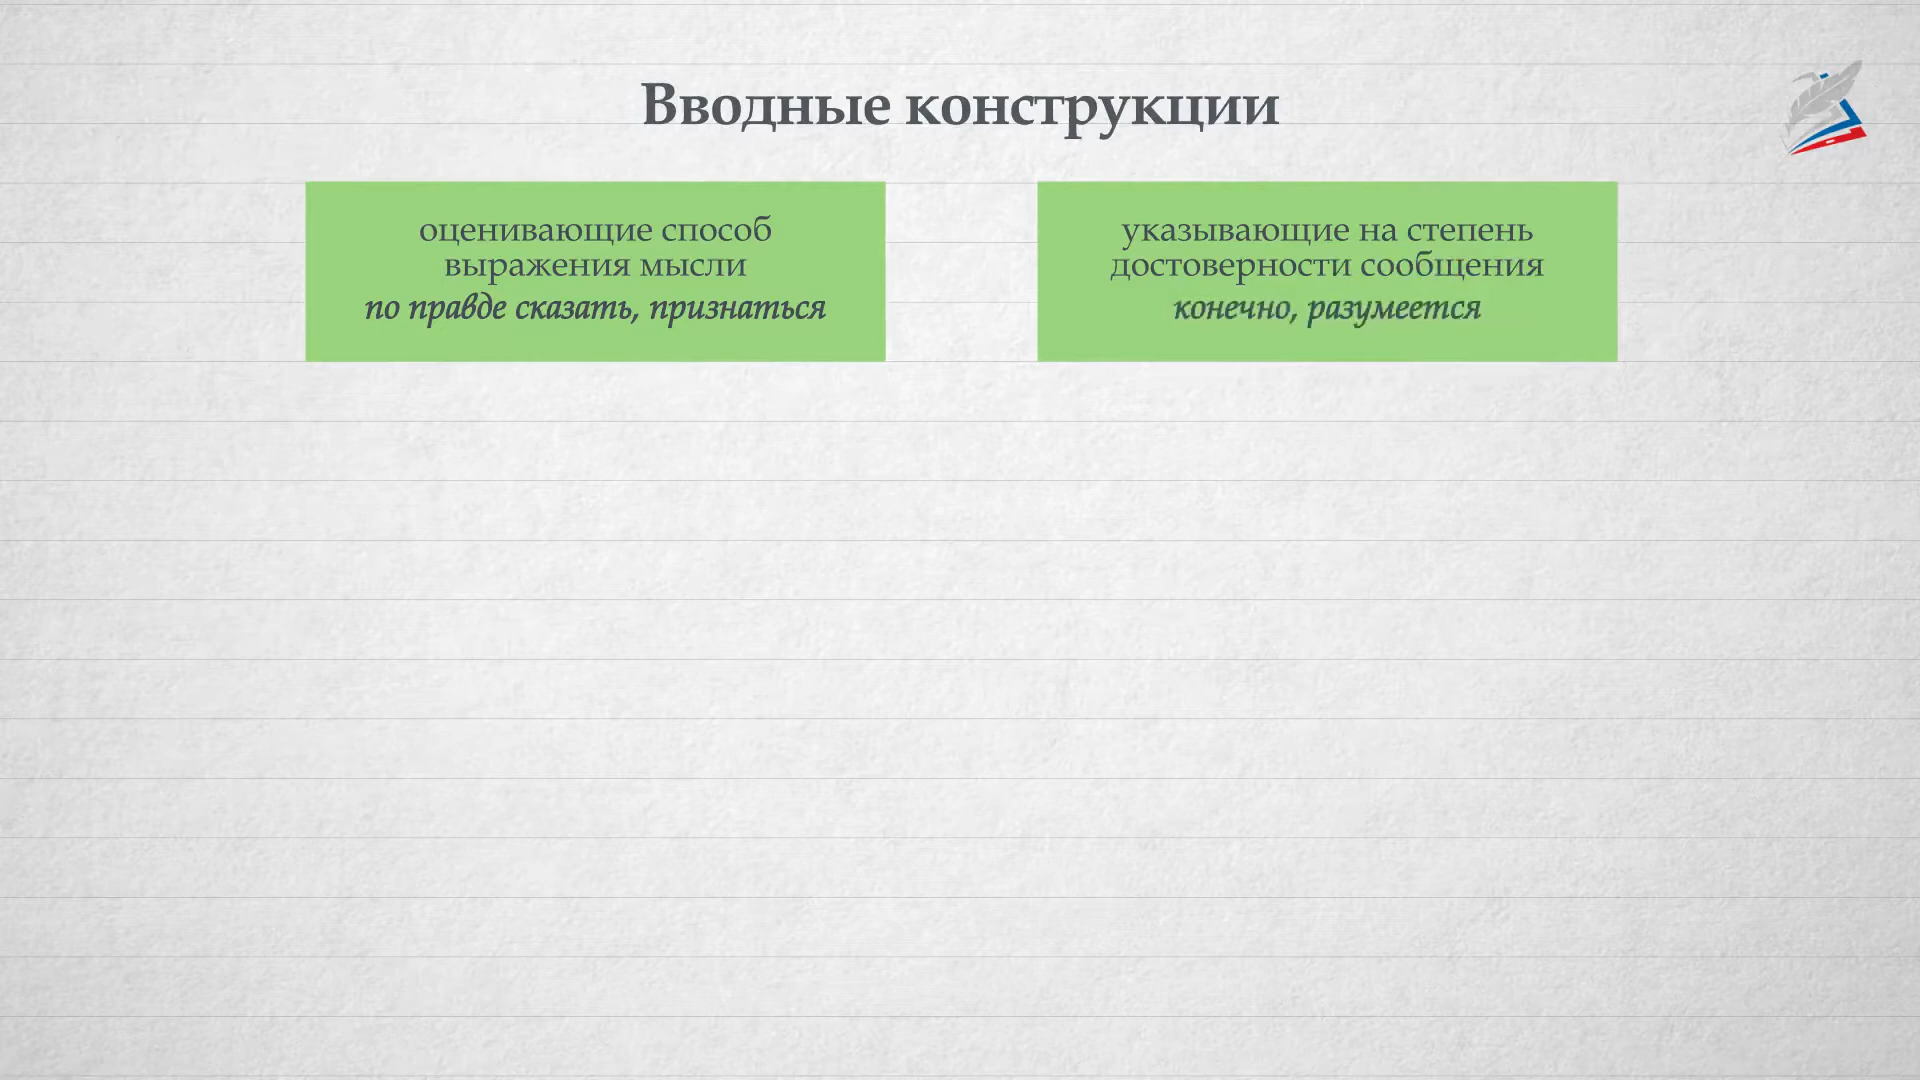 Вводные конструкции
оценивающие способ
выражения мысли
по правде сказать, признаться
указывающие на степень
достоверности сообщения
конечно, разумеется